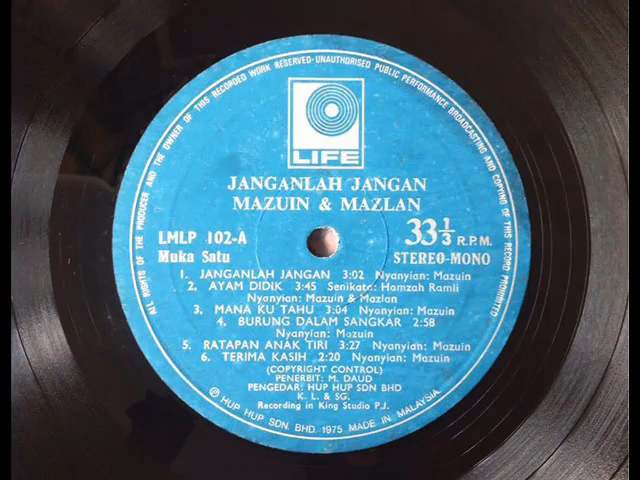 ALL RIGHTS OF THE PRODUCER AND THE OWNER OF THIS RECORDED WORK RESERVED-UNAUTHORISED PUBLIC PERFORMANCE BROADCASTING AND COPYING OF THIS RECORD PROHIBITED
LIFE
JANGANLAH JANGAN
MAZUIN & MAZLAN
LMLP 102-A
Muka Satu
33 1/3 R.P.M.
STEREO-MONO
1. JANGANLAH JANGAN 3:02 Nyanyian: Mazuin
2. AYAM DIDIK 3:45 Senikata: Hamzah Ramli
Nyanyian: Mazuin & Mazlan
3. MANA KU TAHU 3:04 Nyanyian: Mazuin
4. BURUNG DALAM SANGKAR 2:58
Nyanyian: Mazuin
5. RATAPAN ANAK TIRI 3:27 Nyanyian: Mazuin
6. TERIMA KASIH 2:20 Nyanyian: Mazuin
(COPYRIGHT CONTROL)
PENERBIT: M. DAUD
PENGEDAR: HUP HUP SDN BHD
K. L. & SG.
Recording in King Studio P.J.
℗ HUP HUP SDN. BHD. 1975 MADE IN MALAYSIA